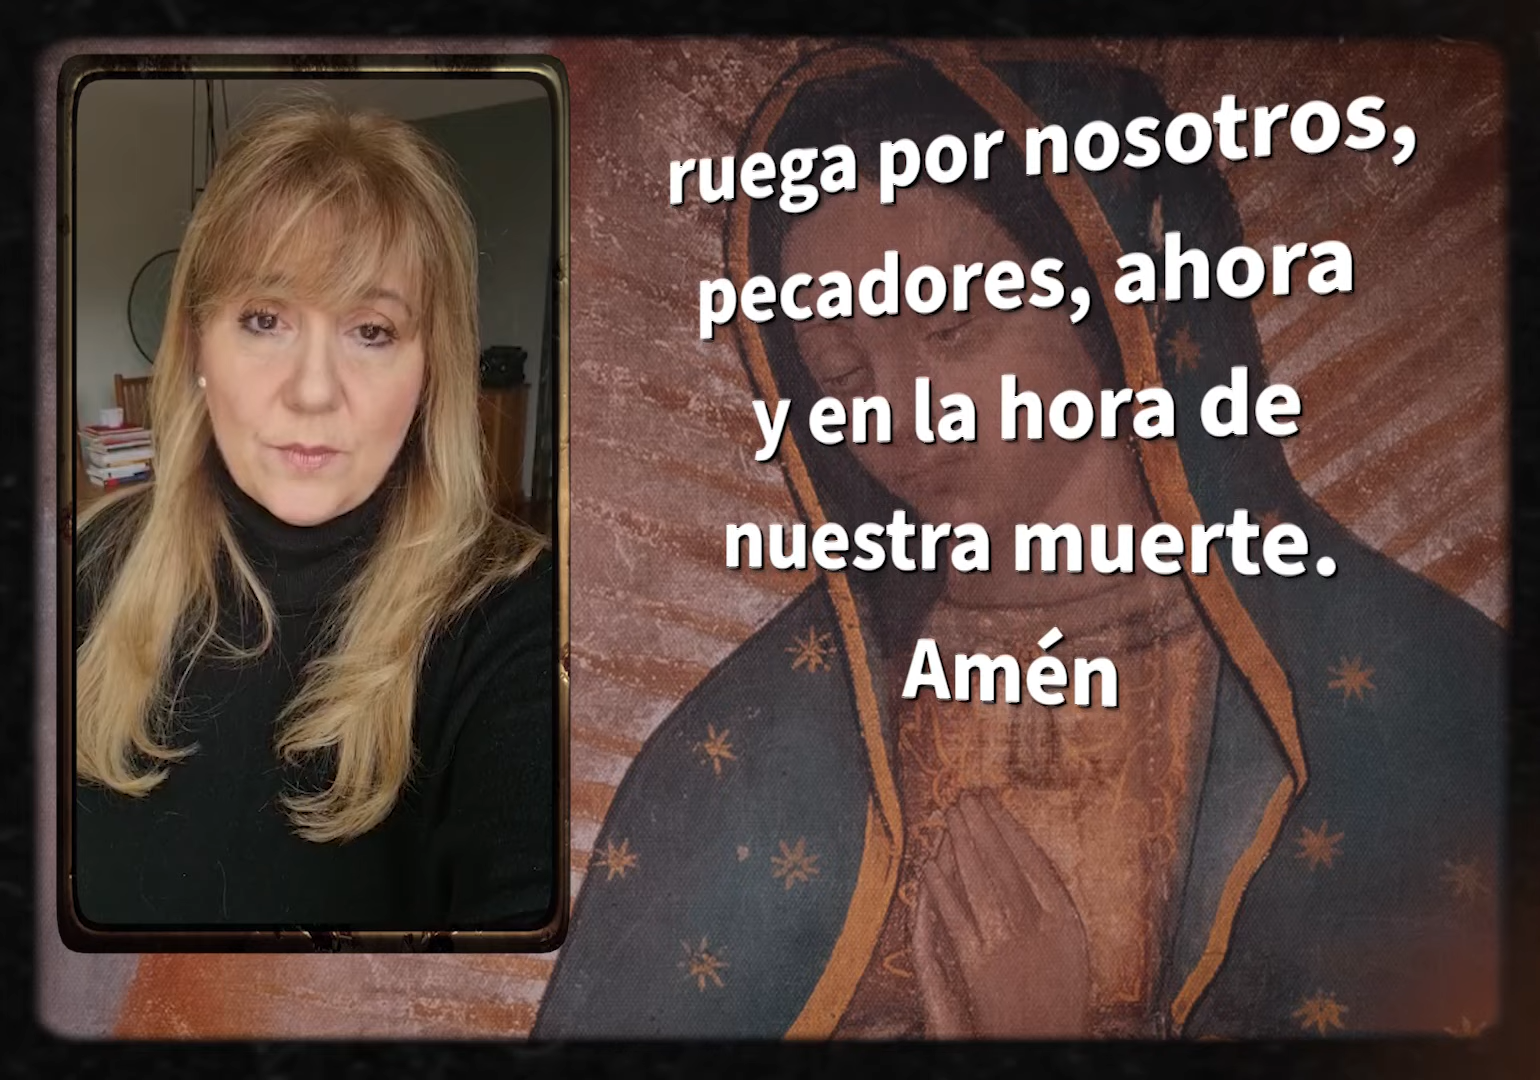 ruega por nosotros,
pecadores, ahora
y en la hora de
nuestra muerte.
Amén